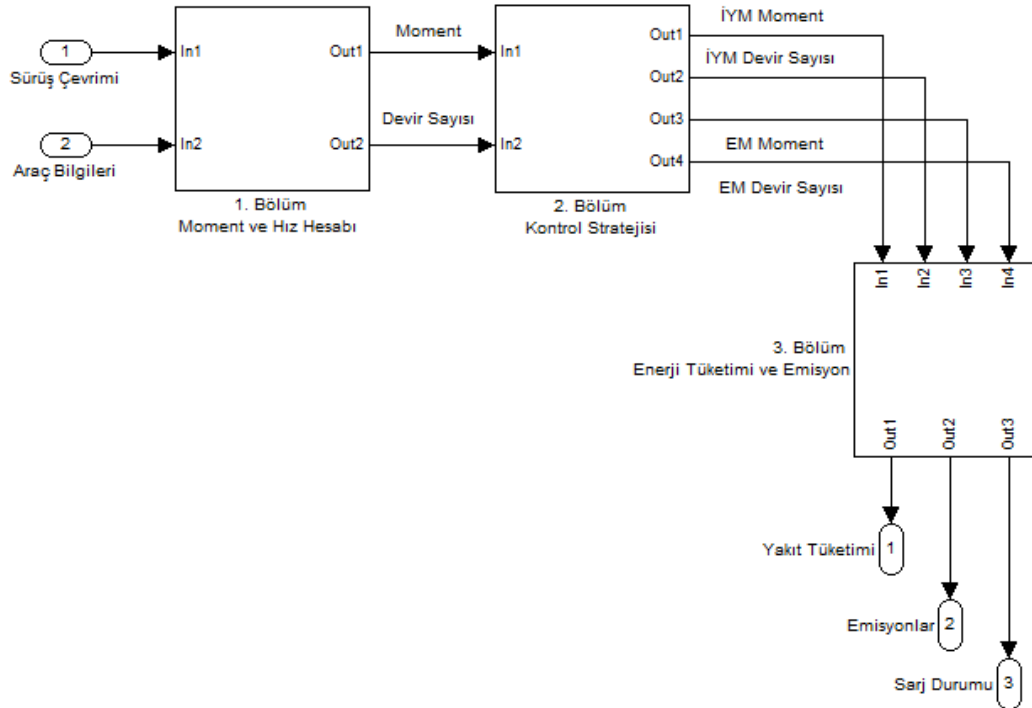 1
Sürüş Çevrimi
2
Araç Bilgileri
In1
In2
Out1
Out2
1. Bölüm
Moment ve Hız Hesabı
Moment
Devir Sayısı
In1
In2
Out1
Out2
Out3
Out4
2. Bölüm
Kontrol Stratejisi
İYM Moment
İYM Devir Sayısı
EM Moment
EM Devir Sayısı
In1
In2
In3
In4
3. Bölüm
Enerji Tüketimi ve Emisyon
Out1
Out2
Out3
Yakıt Tüketimi
1
Emisyonlar
2
Sarj Durumu
3